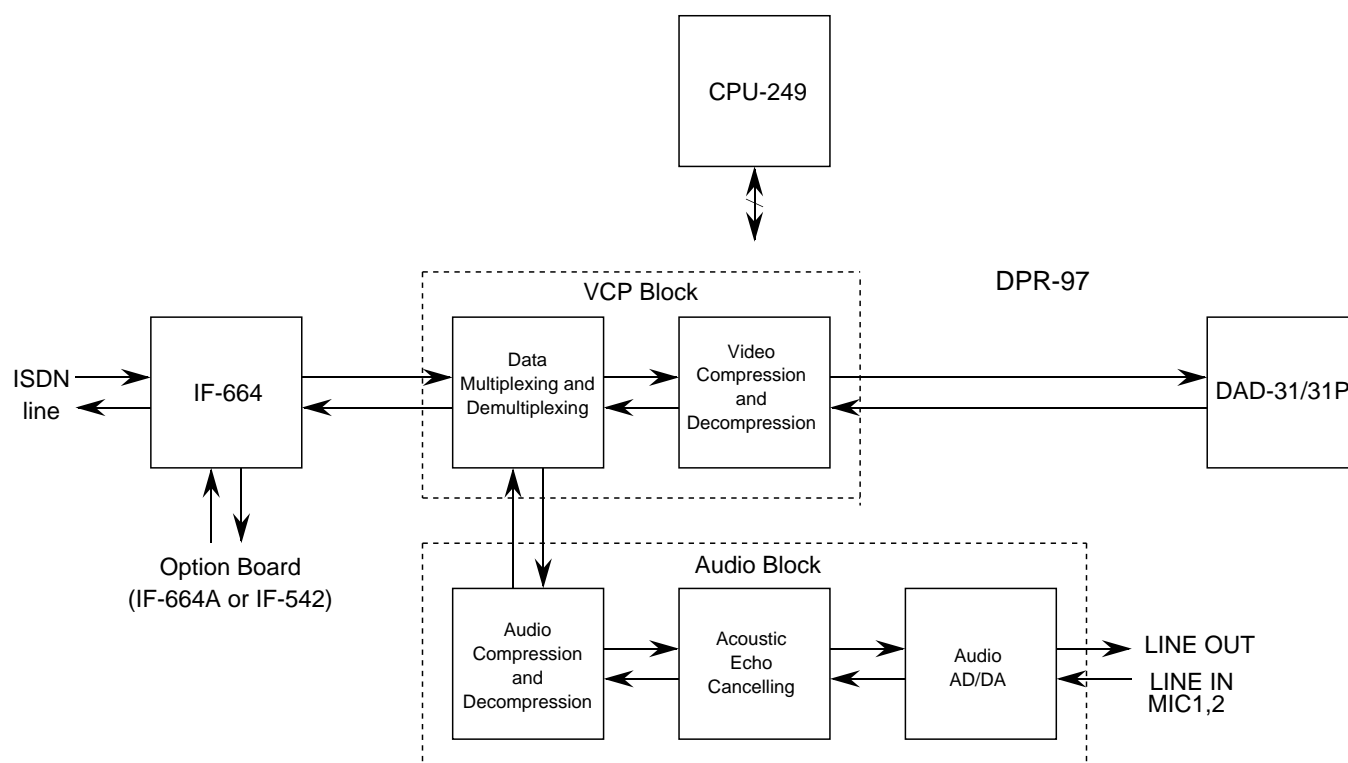 CPU-249
DPR-97
VCP Block
ISDN
line
IF-664
Data
Multiplexing and
Demultiplexing
Video
Compression
and
Decompression
DAD-31/31P
Option Board
(IF-664A or IF-542)
Audio Block
Audio
Compression
and
Decompression
Acoustic
Echo
Cancelling
Audio
AD/DA
LINE OUT
LINE IN
MIC1,2